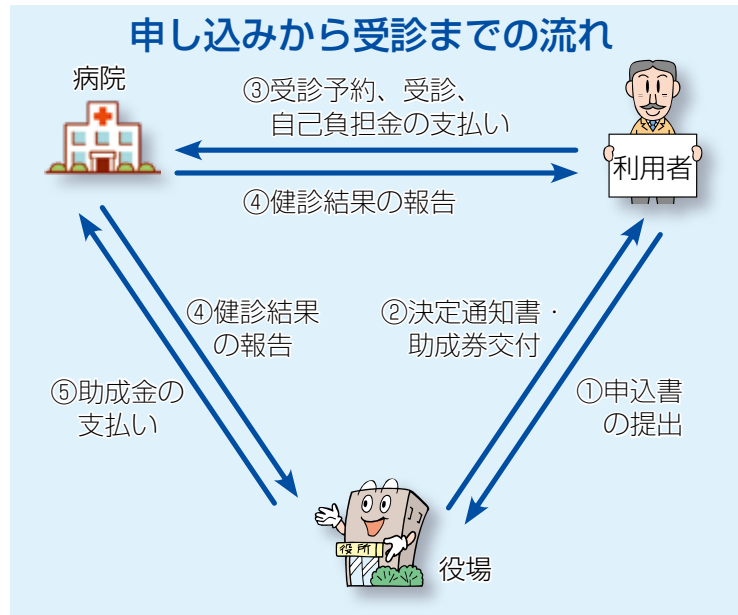 申し込みから受診までの流れ
病院
③受診予約、受診、
自己負担金の支払い
利用者
④健診結果の報告
④健診結果
の報告
②決定通知書・
助成券交付
⑤助成金の
支払い
①申込書
の提出
役所
役場